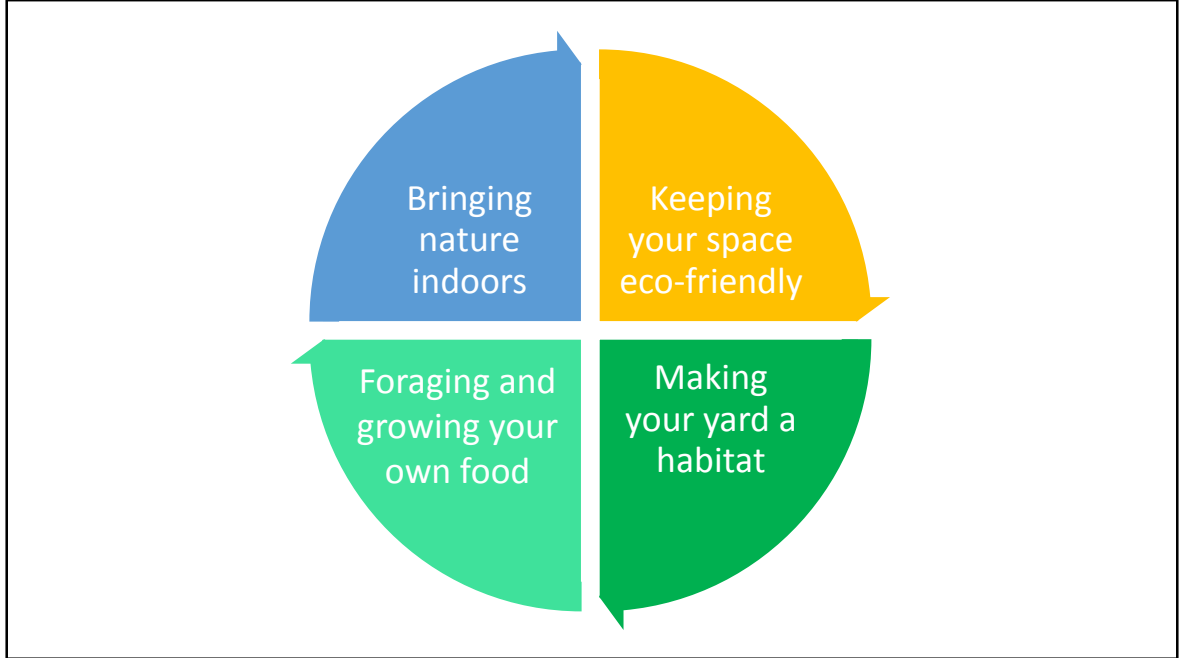 Bringing
nature
indoors
Keeping
your space
eco-friendly
Foraging and
growing your
own food
Making
your yard a
habitat